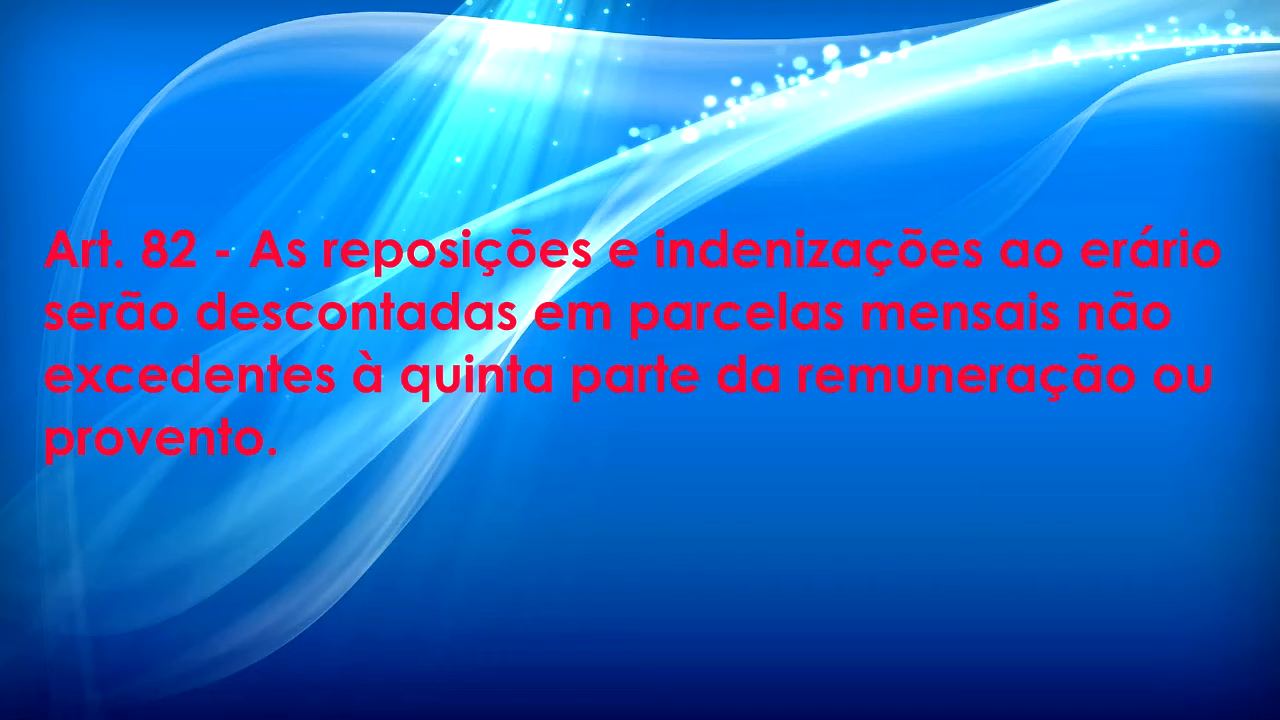 Art. 82 - As reposições e indenizações ao erário
serão descontadas em parcelas mensais não
excedentes à quinta parte da remuneração ou
provento.